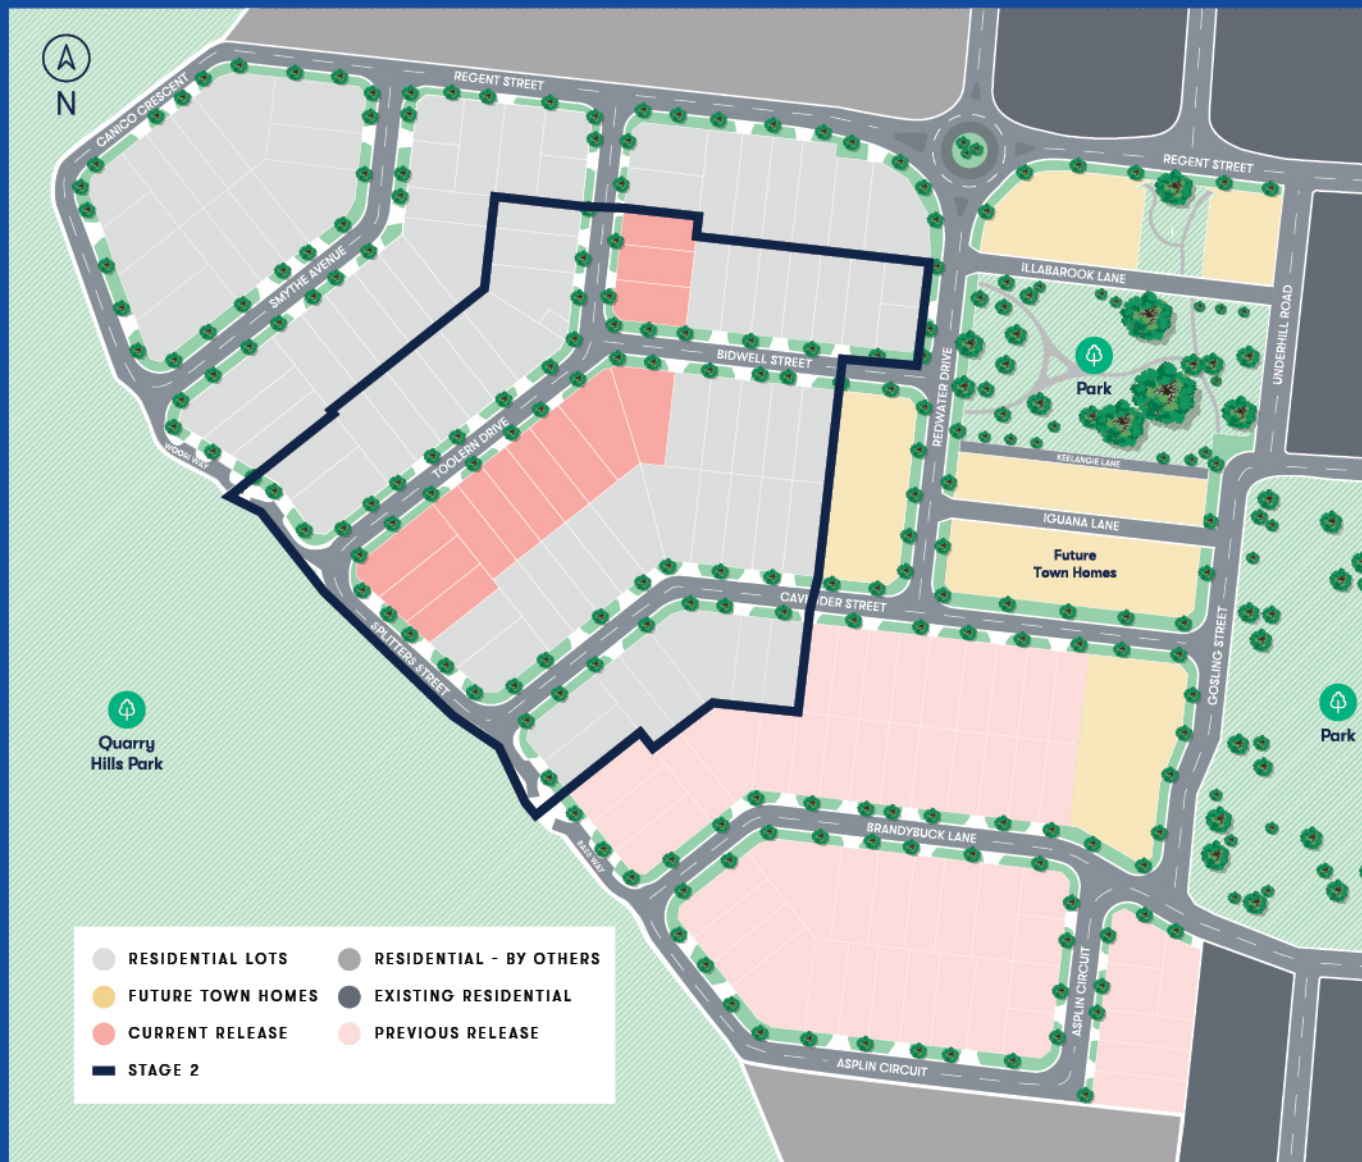 N
CANICO CRESCENT
REGENT STREET
REGENT STREET
SMYTHE AVENUE
ILLABAROOK LANE
UNDERHILL ROAD
BIDWELL STREET
REDWATER DRIVE
Park
TOOLERN DRIVE
WOORI WAY
KEELANGIE LANE
IGUANA LANE
Future
Town Homes
CAVENDER STREET
SPLITTERS STREET
GOSLING STREET
Quarry
Hills Park
Park
BRANDYBUCK LANE
BASS WAY
ASPLIN CIRCUIT
ASPLIN CIRCUIT
RESIDENTIAL LOTS
RESIDENTIAL - BY OTHERS
FUTURE TOWN HOMES
EXISTING RESIDENTIAL
CURRENT RELEASE
PREVIOUS RELEASE
STAGE 2